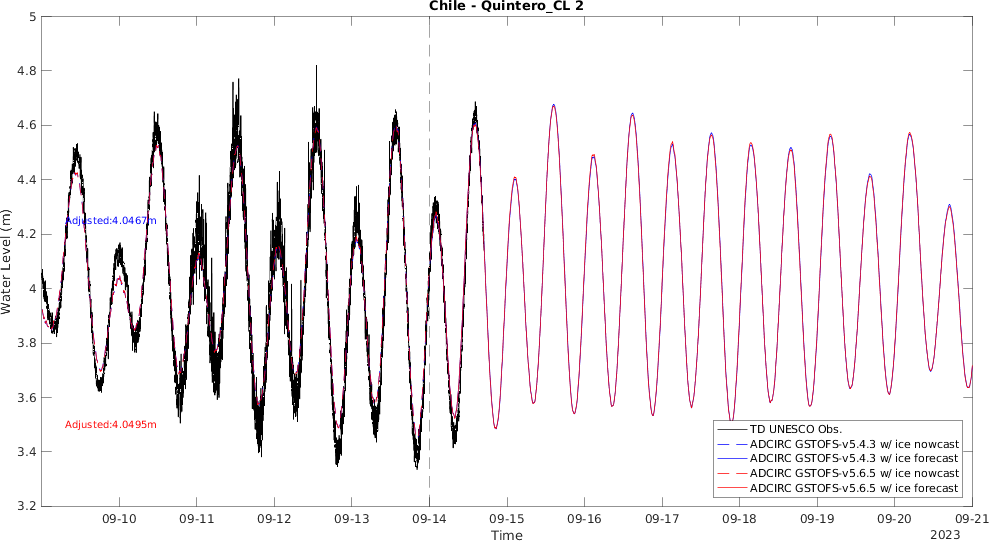 Chile - Quintero_CL 2
5
4.8
4.6
4.4
4.2
4
3.8
3.6
3.4
3.2
Water Level (m)
Adjusted:4.0467m
Adjusted:4.0495m
TD UNESCO Obs.
ADCIRC GSTOFS-v5.4.3 w/ ice nowcast
ADCIRC GSTOFS-v5.4.3 w/ ice forecast
ADCIRC GSTOFS-v5.6.5 w/ ice nowcast
ADCIRC GSTOFS-v5.6.5 w/ ice forecast
09-10 09-11 09-12 09-13 09-14 09-15 09-16 09-17 09-18 09-19 09-20 09-21
Time
2023